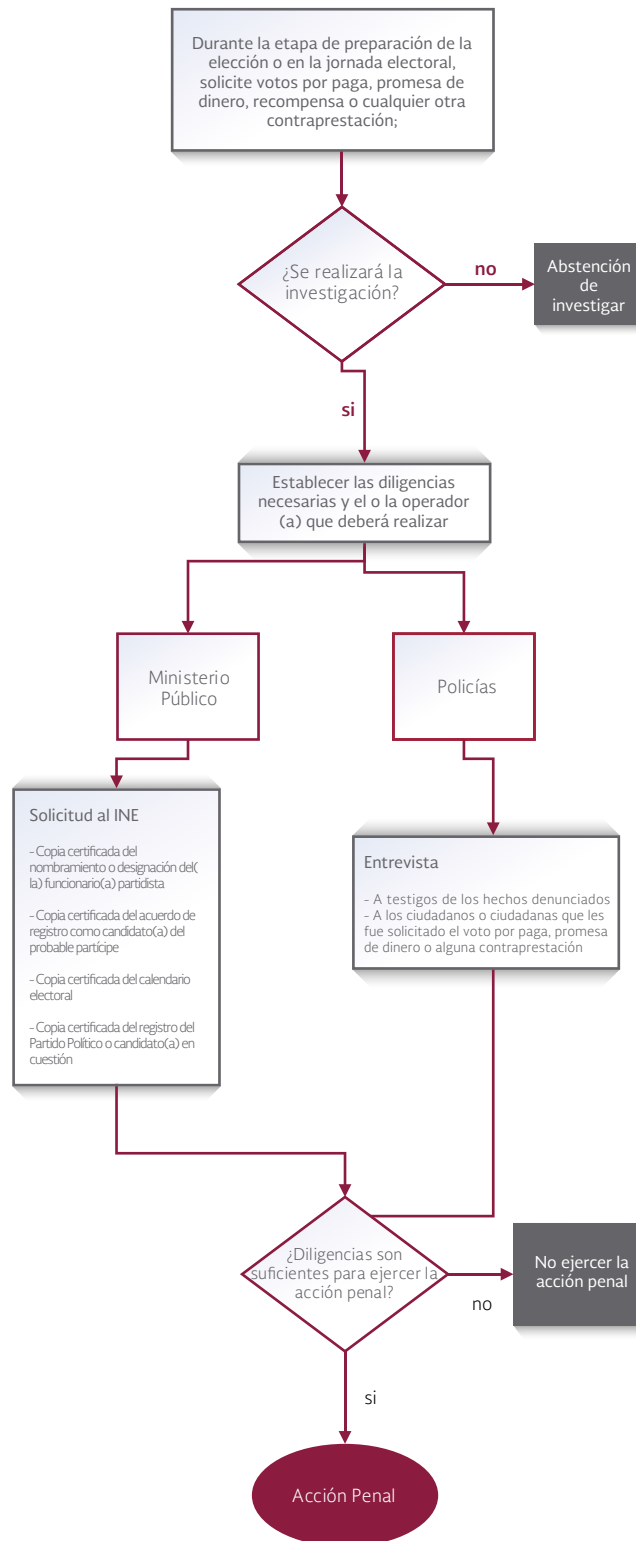 Durante la etapa de preparación de la
elección o en la jornada electoral,
solicite votos por paga, promesa de
dinero, recompensa o cualquier otra
contraprestación;
¿Se realizará la
investigación?
no
Abstención
de
investigar
si
Establecer las diligencias
necesarias y el o la operador
(a) que deberá realizar
Ministerio
Público
Policías
Solicitud al INE
- Copia certificada del
nombramiento o designación del(
la) funcionario(a) partidista
- Copia certificada del acuerdo de
registro como candidato(a) del
probable partícipe
- Copia certificada del calendario
electoral
- Copia certificada del registro del
Partido Político o candidato(a) en
cuestión
Entrevista
- A testigos de los hechos denunciados
- A los ciudadanos o ciudadanas que les
fue solicitado el voto por paga, promesa
de dinero o alguna contraprestación
¿Diligencias son
suficientes para ejercer la
acción penal?
no
No ejercer la
acción penal
si
Acción Penal